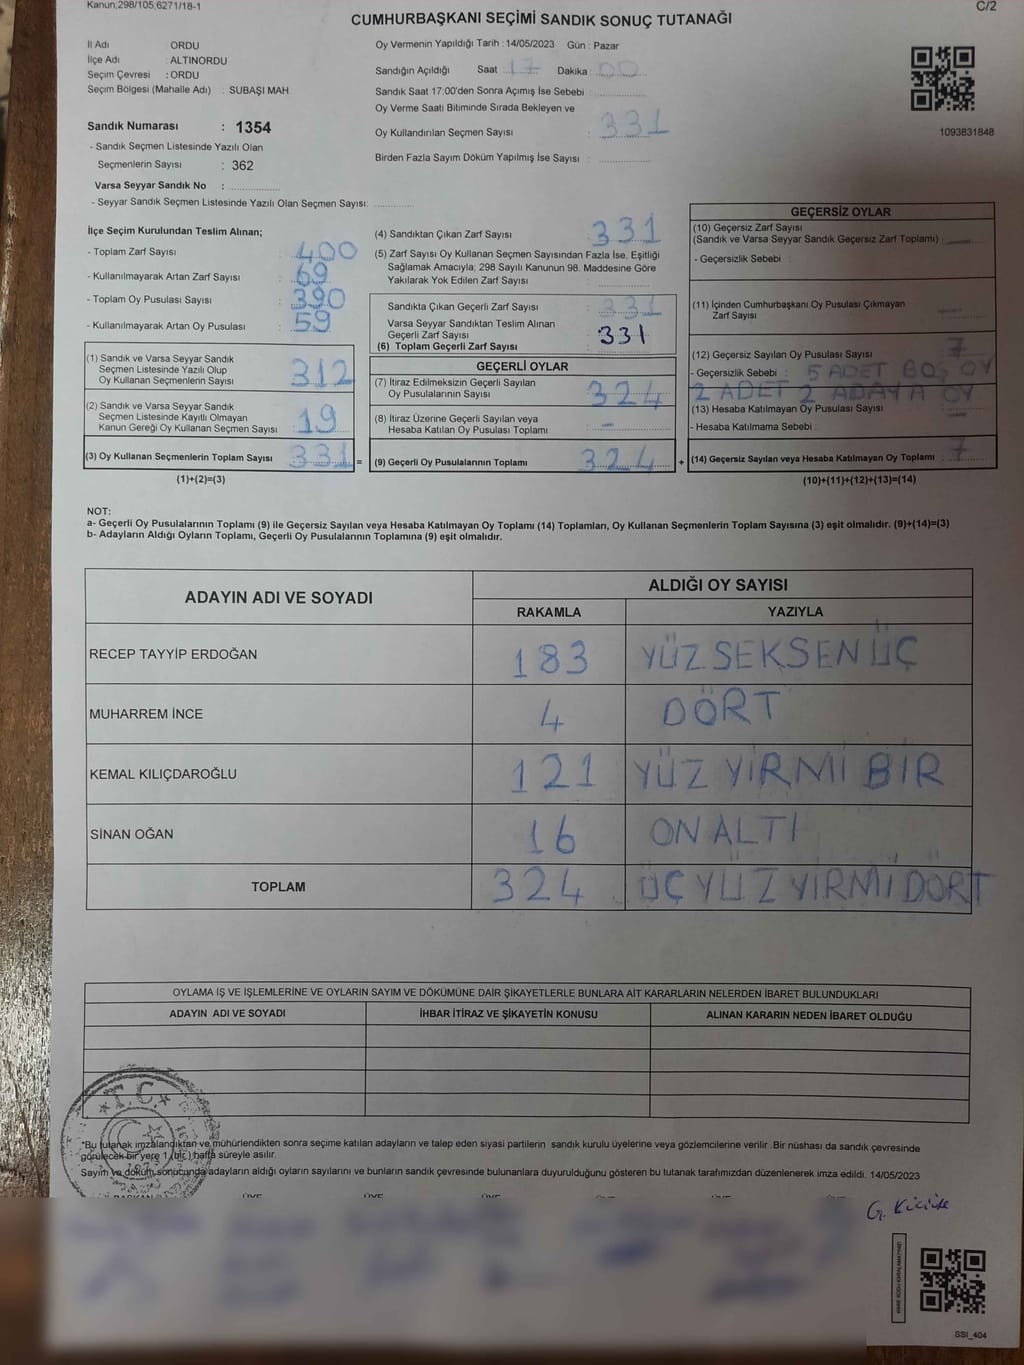 Kanun:298/105,6271/18-1
C/2
CUMHURBAŞKANI SEÇİMİ SANDIK SONUÇ TUTANAĞI
İl Adı ORDU
İlçe Adı : ALTINORDU
Seçim Çevresi : ORDU
Seçim Bölgesi (Mahalle Adı) : SUBAŞI MAH.
Sandık Numarası : 1354
- Sandık Seçmen Listesinde Yazılı Olan
Seçmenlerin Sayısı : 362
Varsa Seyyar Sandık No : ..............
- Seyyar Sandık Seçmen Listesinde Yazılı Olan Seçmen Sayısı: ............
Oy Vermenin Yapıldığı Tarih : 14/05/2023 Gün : Pazar
Sandığın Açıldığı Saat : 17 Dakika : 00
Sandık Saat 17:00'den Sonra Açımış İse Sebebi : ..............
Oy Verme Saati Bitiminde Sırada Bekleyen ve
Oy Kullandırılan Seçmen Sayısı : 331
Birden Fazla Sayım Döküm Yapılmış İse Sayısı : ..............
1093831848
İlçe Seçim Kurulundan Teslim Alınan;
- Toplam Zarf Sayısı : 400
- Kullanılmayarak Artan Zarf Sayısı : 69
- Toplam Oy Pusulası Sayısı : 390
- Kullanılmayarak Artan Oy Pusulası : 59
(1) Sandık ve Varsa Seyyar Sandık
Seçmen Listesinde Yazılı Olup
Oy Kullanan Seçmenlerin Sayısı : 312
(2) Sandık ve Varsa Seyyar Sandık
Seçmen Listesinde Kayıtlı Olmayan
Kanun Gereği Oy Kullanan Seçmen Sayısı : 19
(3) Oy Kullanan Seçmenlerin Toplam Sayısı : 331 =
(1)+(2)=(3)
(4) Sandıktan Çıkan Zarf Sayısı : 331
(5) Zarf Sayısı Oy Kullanan Seçmen Sayısından Fazla İse, Eşitliği
Sağlamak Amacıyla; 298 Sayılı Kanunun 98. Maddesine Göre
Yakılarak Yok Edilen Zarf Sayısı : ..............
Sandıkta Çıkan Geçerli Zarf Sayısı : 331
Varsa Seyyar Sandıktan Teslim Alınan
Geçerli Zarf Sayısı :
(6) Toplam Geçerli Zarf Sayısı : 331
GEÇERLİ OYLAR
(7) İtiraz Edilmeksizin Geçerli Sayılan
Oy Pusulalarının Sayısı : 324
(8) İtiraz Üzerine Geçerli Sayılan veya
Hesaba Katılan Oy Pusulası Toplamı : -
(9) Geçerli Oy Pusulalarının Toplamı : 324 +
GEÇERSİZ OYLAR
(10) Geçersiz Zarf Sayısı
(Sandık ve Varsa Seyyar Sandık Geçersiz Zarf Toplamı) : -
- Geçersizlik Sebebi :
(11) İçinden Cumhurbaşkanı Oy Pusulası Çıkmayan
Zarf Sayısı : -
(12) Geçersiz Sayılan Oy Pusulası Sayısı : 7
- Geçersizlik Sebebi : 5 ADET BOŞ OY
2 ADET 2 ADAYA OY
(13) Hesaba Katılmayan Oy Pusulası Sayısı : -
- Hesaba Katılmama Sebebi :
(14) Geçersiz Sayılan veya Hesaba Katılmayan Oy Toplamı : 7
(10)+(11)+(12)+(13)=(14)
NOT:
a- Geçerli Oy Pusulalarının Toplamı (9) ile Geçersiz Sayılan veya Hesaba Katılmayan Oy Toplamı (14) Toplamları, Oy Kullanan Seçmenlerin Toplam Sayısına (3) eşit olmalıdır. (9)+(14)=(3)
b- Adayların Aldığı Oyların Toplamı, Geçerli Oy Pusulalarının Toplamına (9) eşit olmalıdır.
ADAYIN ADI VE SOYADI
ALDIĞI OY SAYISI
RAKAMLA YAZIYLA
RECEP TAYYİP ERDOĞAN 183 YÜZ SEKSEN ÜÇ
MUHARREM İNCE 4 DÖRT
KEMAL KILIÇDAROĞLU 121 YÜZ YİRMİ BİR
SİNAN OĞAN 16 ON ALTI
TOPLAM 324 ÜÇ YÜZ YİRMİ DÖRT
OYLAMA İŞ VE İŞLEMLERİNE VE OYLARIN SAYIM VE DÖKÜMÜNE DAİR ŞİKAYETLERLE BUNLARA AİT KARARLARIN NELERDEN İBARET BULUNDUKLARI
ADAYIN ADI VE SOYADI İHBAR İTİRAZ VE ŞİKAYETİN KONUSU ALINAN KARARIN NEDEN İBARET OLDUĞU
T.C.
*Bu tutanak imzalandıktan ve mühürlendikten sonra seçime katılan adayların ve talep eden siyasi partilerin sandık kurulu üyelerine veya gözlemcilerine verilir. Bir nüshası da sandık çevresinde
görülecek bir yere 1 (bir) hafta süreyle asılır.
Sayım ve döküm sonucunda adayların aldığı oyların sayılarını ve bunların sandık çevresinde bulunanlara duyurulduğunu gösteren bu tutanak tarafımızdan düzenlenerek imza edildi. 14/05/2023
SSI_404